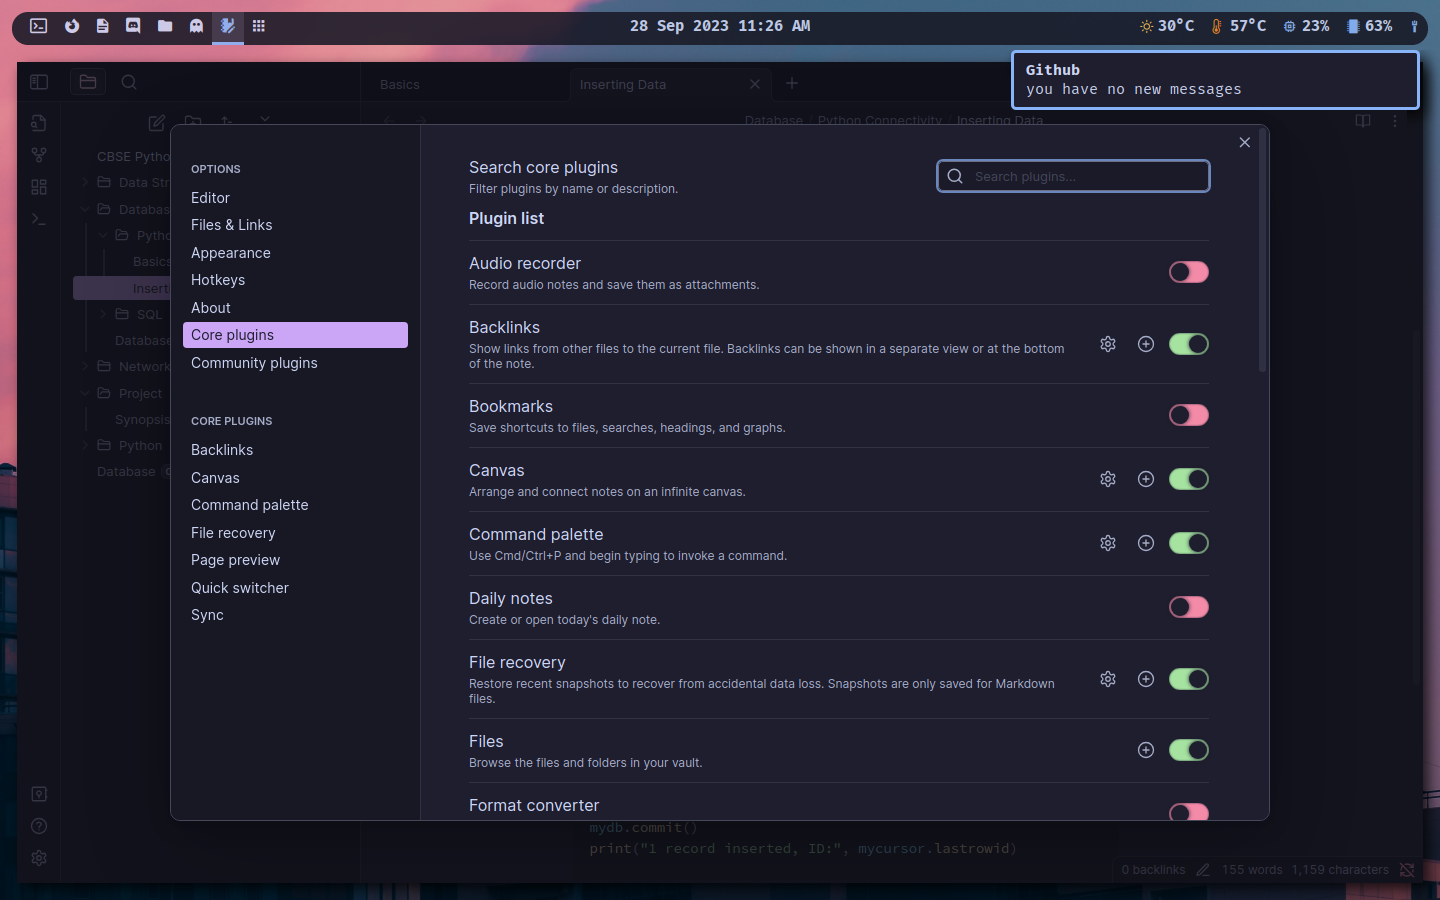 28 Sep 2023 11:26 AM
30°C
57°C
23%
63%
Github
you have no new messages
Basics
Inserting Data
Database / Python Connectivity / Inserting Data
CBSE Pytho
Data Str
Databas
Pytho
Basics
Insert
SQL
Database
Network
Project
Synopsis
Python
Database
OPTIONS
Editor
Files & Links
Appearance
Hotkeys
About
Core plugins
Community plugins
CORE PLUGINS
Backlinks
Canvas
Command palette
File recovery
Page preview
Quick switcher
Sync
Search core plugins
Filter plugins by name or description.
Search plugins...
Plugin list
Audio recorder
Record audio notes and save them as attachments.
Backlinks
Show links from other files to the current file. Backlinks can be shown in a separate view or at the bottom
of the note.
Bookmarks
Save shortcuts to files, searches, headings, and graphs.
Canvas
Arrange and connect notes on an infinite canvas.
Command palette
Use Cmd/Ctrl+P and begin typing to invoke a command.
Daily notes
Create or open today's daily note.
File recovery
Restore recent snapshots to recover from accidental data loss. Snapshots are only saved for Markdown
files.
Files
Browse the files and folders in your vault.
Format converter
mydb.commit()
print("1 record inserted, ID:", mycursor.lastrowid)
0 backlinks
155 words
1,159 characters